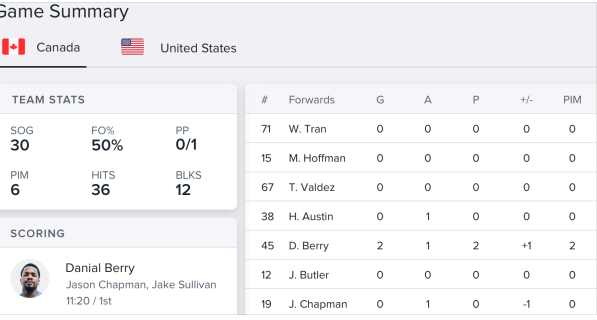 Game Summary
Canada
United States
TEAM STATS
SOG FO% PP
30 50% 0/1
PIM HITS BLKS
6 36 12
SCORING
Danial Berry
Jason Chapman, Jake Sullivan
11:20 / 1st
# Forwards G A P +/- PIM
71 W. Tran 0 0 0 0 0
15 M. Hoffman 0 0 0 0 0
67 T. Valdez 0 0 0 0 0
38 H. Austin 0 1 0 0 0
45 D. Berry 2 1 2 +1 2
12 J. Butler 0 0 0 0 0
19 J. Chapman 0 1 0 -1 0